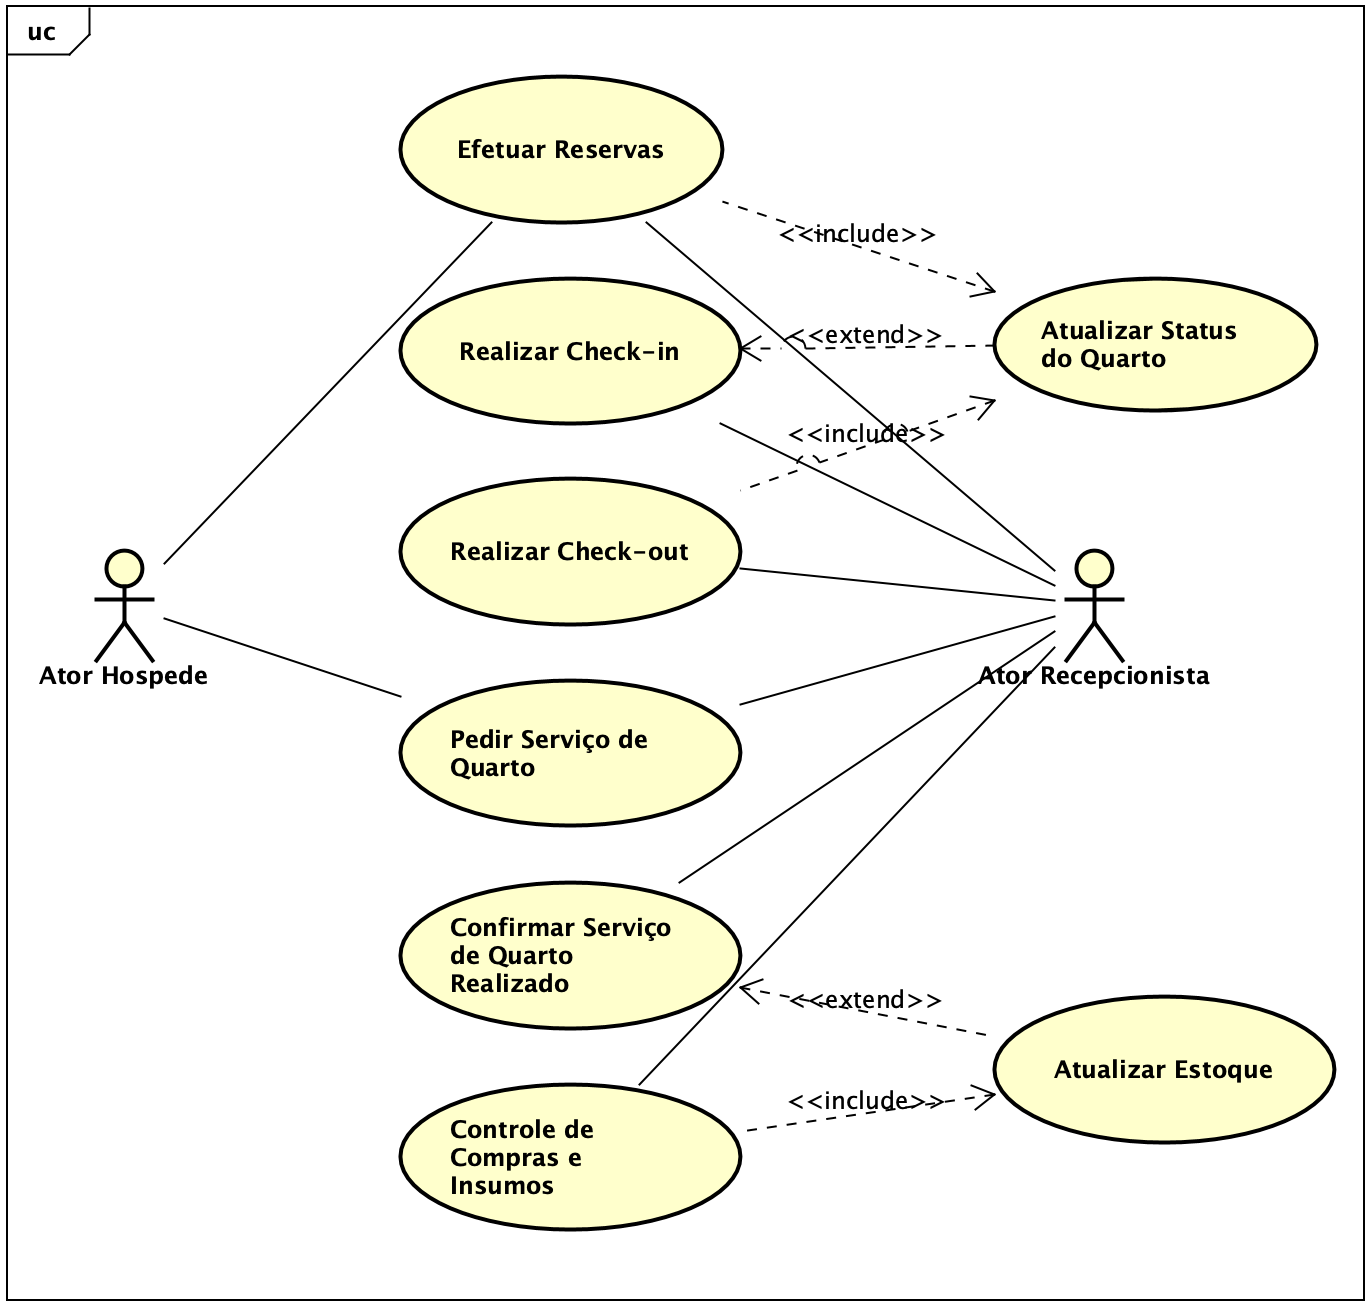 uc
Efetuar Reservas
<<include>>
Realizar Check-in
<<extend>>
Atualizar Status
do Quarto
<<include>>
Realizar Check-out
Ator Hospede
Ator Recepcionista
Pedir Serviço de
Quarto
Confirmar Serviço
de Quarto
Realizado
<<extend>>
Atualizar Estoque
<<include>>
Controle de
Compras e
Insumos